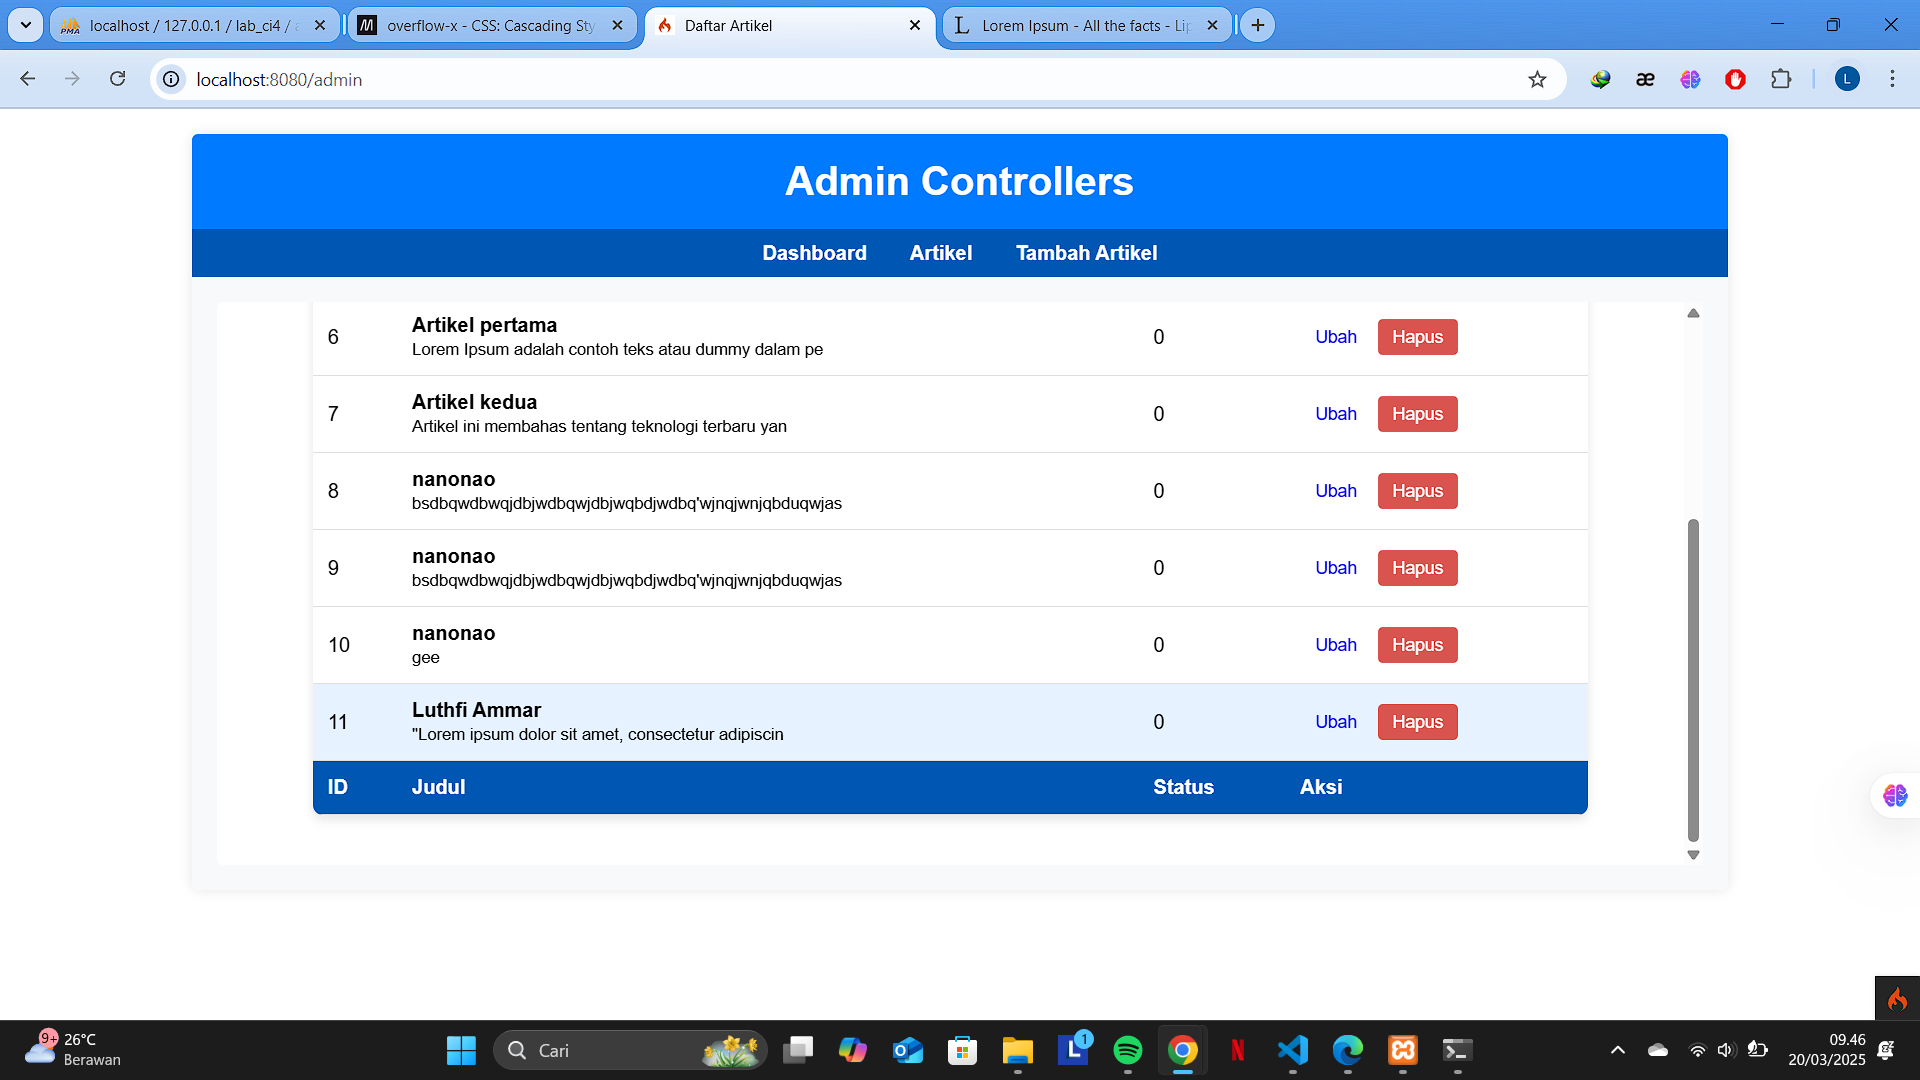 localhost / 127.0.0.1 / lab_ci4 /
overflow-x - CSS: Cascading Sty
Daftar Artikel
Lorem Ipsum - All the facts - Lip
localhost:8080/admin
L
Admin Controllers
Dashboard Artikel Tambah Artikel
6 Artikel pertama 0 Ubah Hapus
Lorem Ipsum adalah contoh teks atau dummy dalam pe
7 Artikel kedua 0 Ubah Hapus
Artikel ini membahas tentang teknologi terbaru yan
8 nanonao 0 Ubah Hapus
bsdbqwdbwqjdbjwdbqwjdbjwqbdjwdbq'wjnqjwnjqbduqwjas
9 nanonao 0 Ubah Hapus
bsdbqwdbwqjdbjwdbqwjdbjwqbdjwdbq'wjnqjwnjqbduqwjas
10 nanonao 0 Ubah Hapus
gee
11 Luthfi Ammar 0 Ubah Hapus
"Lorem ipsum dolor sit amet, consectetur adipiscin
ID Judul Status Aksi
9+ 26°C
Berawan
Cari
1
09.46
20/03/2025